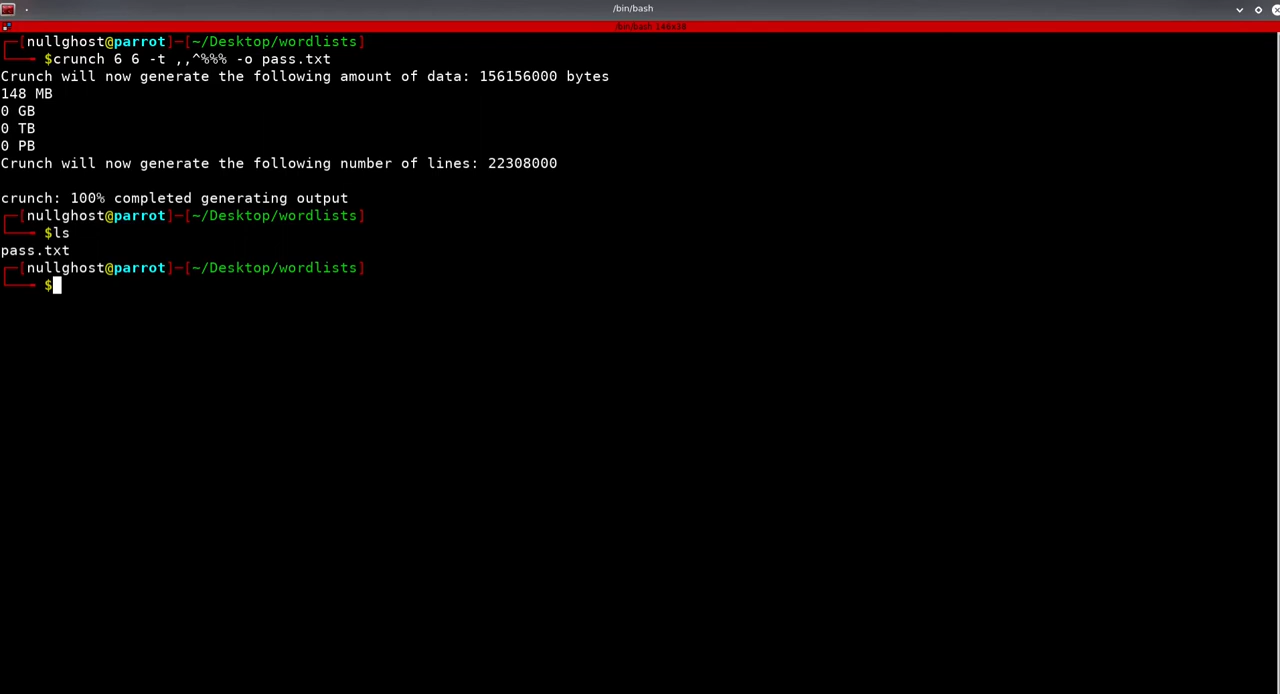 /bin/bash
/bin/bash 146x36
┌─[nullghost@parrot]─[~/Desktop/wordlists]
└──╼ $crunch 6 6 -t ,,^%%% -o pass.txt
Crunch will now generate the following amount of data: 156156000 bytes
148 MB
0 GB
0 TB
0 PB
Crunch will now generate the following number of lines: 22308000

crunch: 100% completed generating output
┌─[nullghost@parrot]─[~/Desktop/wordlists]
└──╼ $ls
pass.txt
┌─[nullghost@parrot]─[~/Desktop/wordlists]
└──╼ $